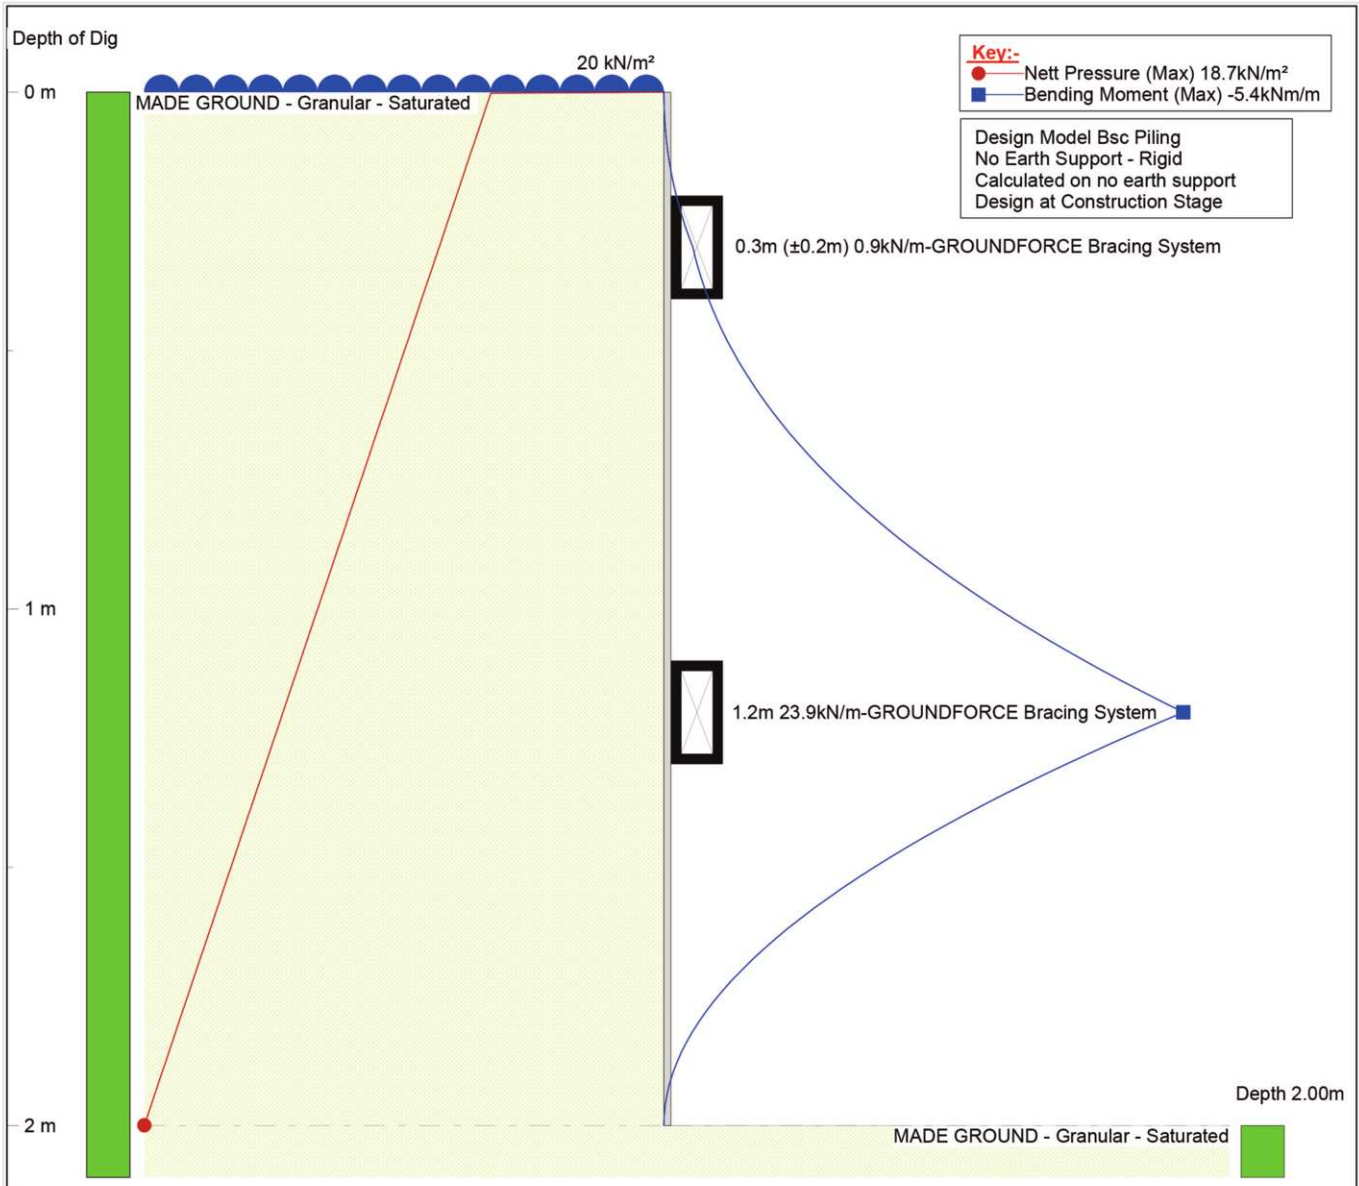 Depth of Dig
20 kN/m²
Key:-
Nett Pressure (Max) 18.7kN/m²
Bending Moment (Max) -5.4kNm/m
0 m
MADE GROUND - Granular - Saturated
Design Model Bsc Piling
No Earth Support - Rigid
Calculated on no earth support
Design at Construction Stage
0.3m (±0.2m) 0.9kN/m-GROUNDFORCE Bracing System
1 m
1.2m 23.9kN/m-GROUNDFORCE Bracing System
Depth 2.00m
2 m
MADE GROUND - Granular - Saturated